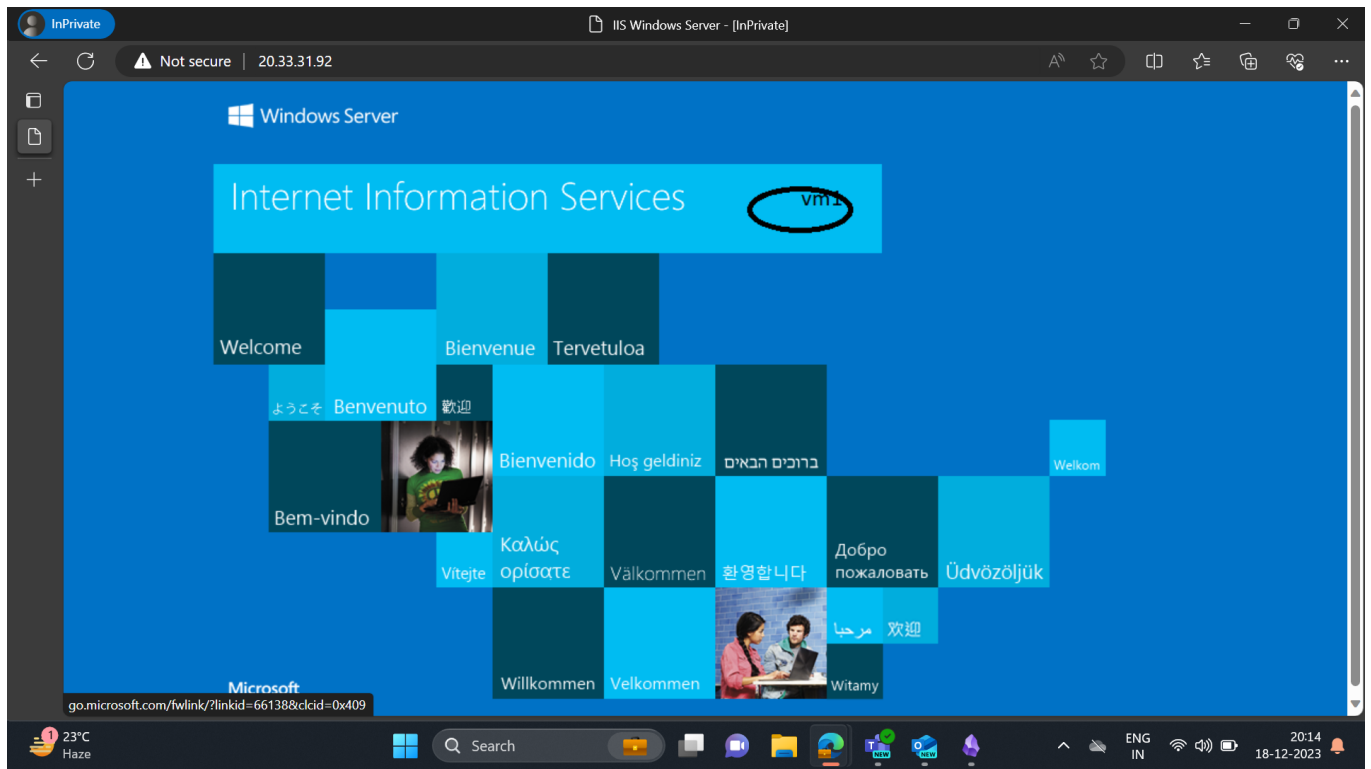 InPrivate
IIS Windows Server - [InPrivate]
Not secure | 20.33.31.92
Windows Server
Internet Information Services
vm1
Welcome
Bienvenue
Tervetuloa
ようこそ
Benvenuto
歡迎
Bienvenido
Hoş geldiniz
ברוכים הבאים
Welkom
Bem-vindo
Vítejte
Καλώς
ορίσατε
Välkommen
환영합니다
Добро
пожаловать
Üdvözöljük
مرحبا
欢迎
Willkommen
Velkommen
Witamy
Microsoft
go.microsoft.com/fwlink/?linkid=66138&clcid=0x409
1
23°C
Haze
Search
NEW
NEW
ENG
IN
20:14
18-12-2023